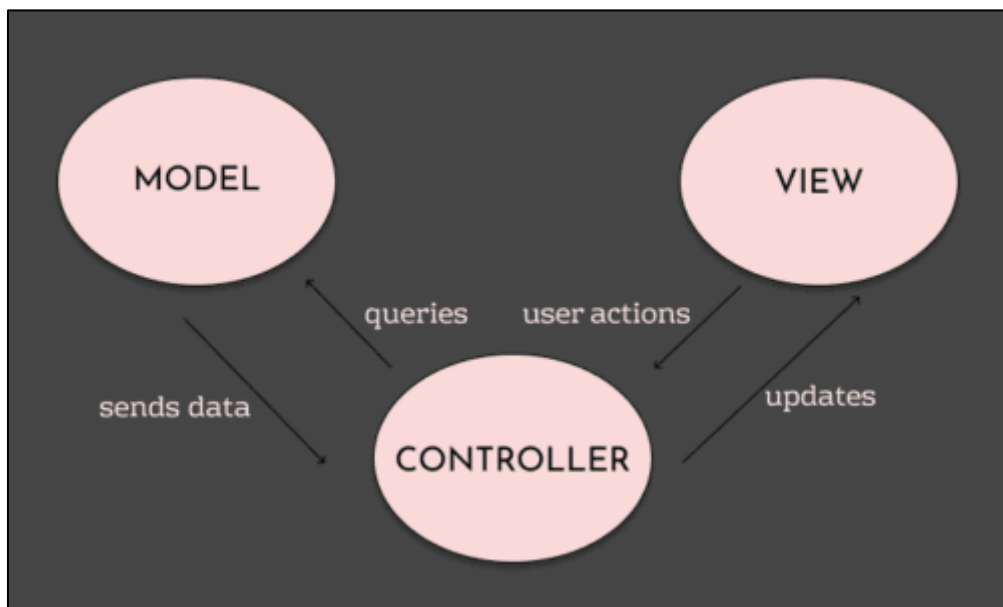 MODEL
VIEW
queries
user actions
sends data
updates
CONTROLLER